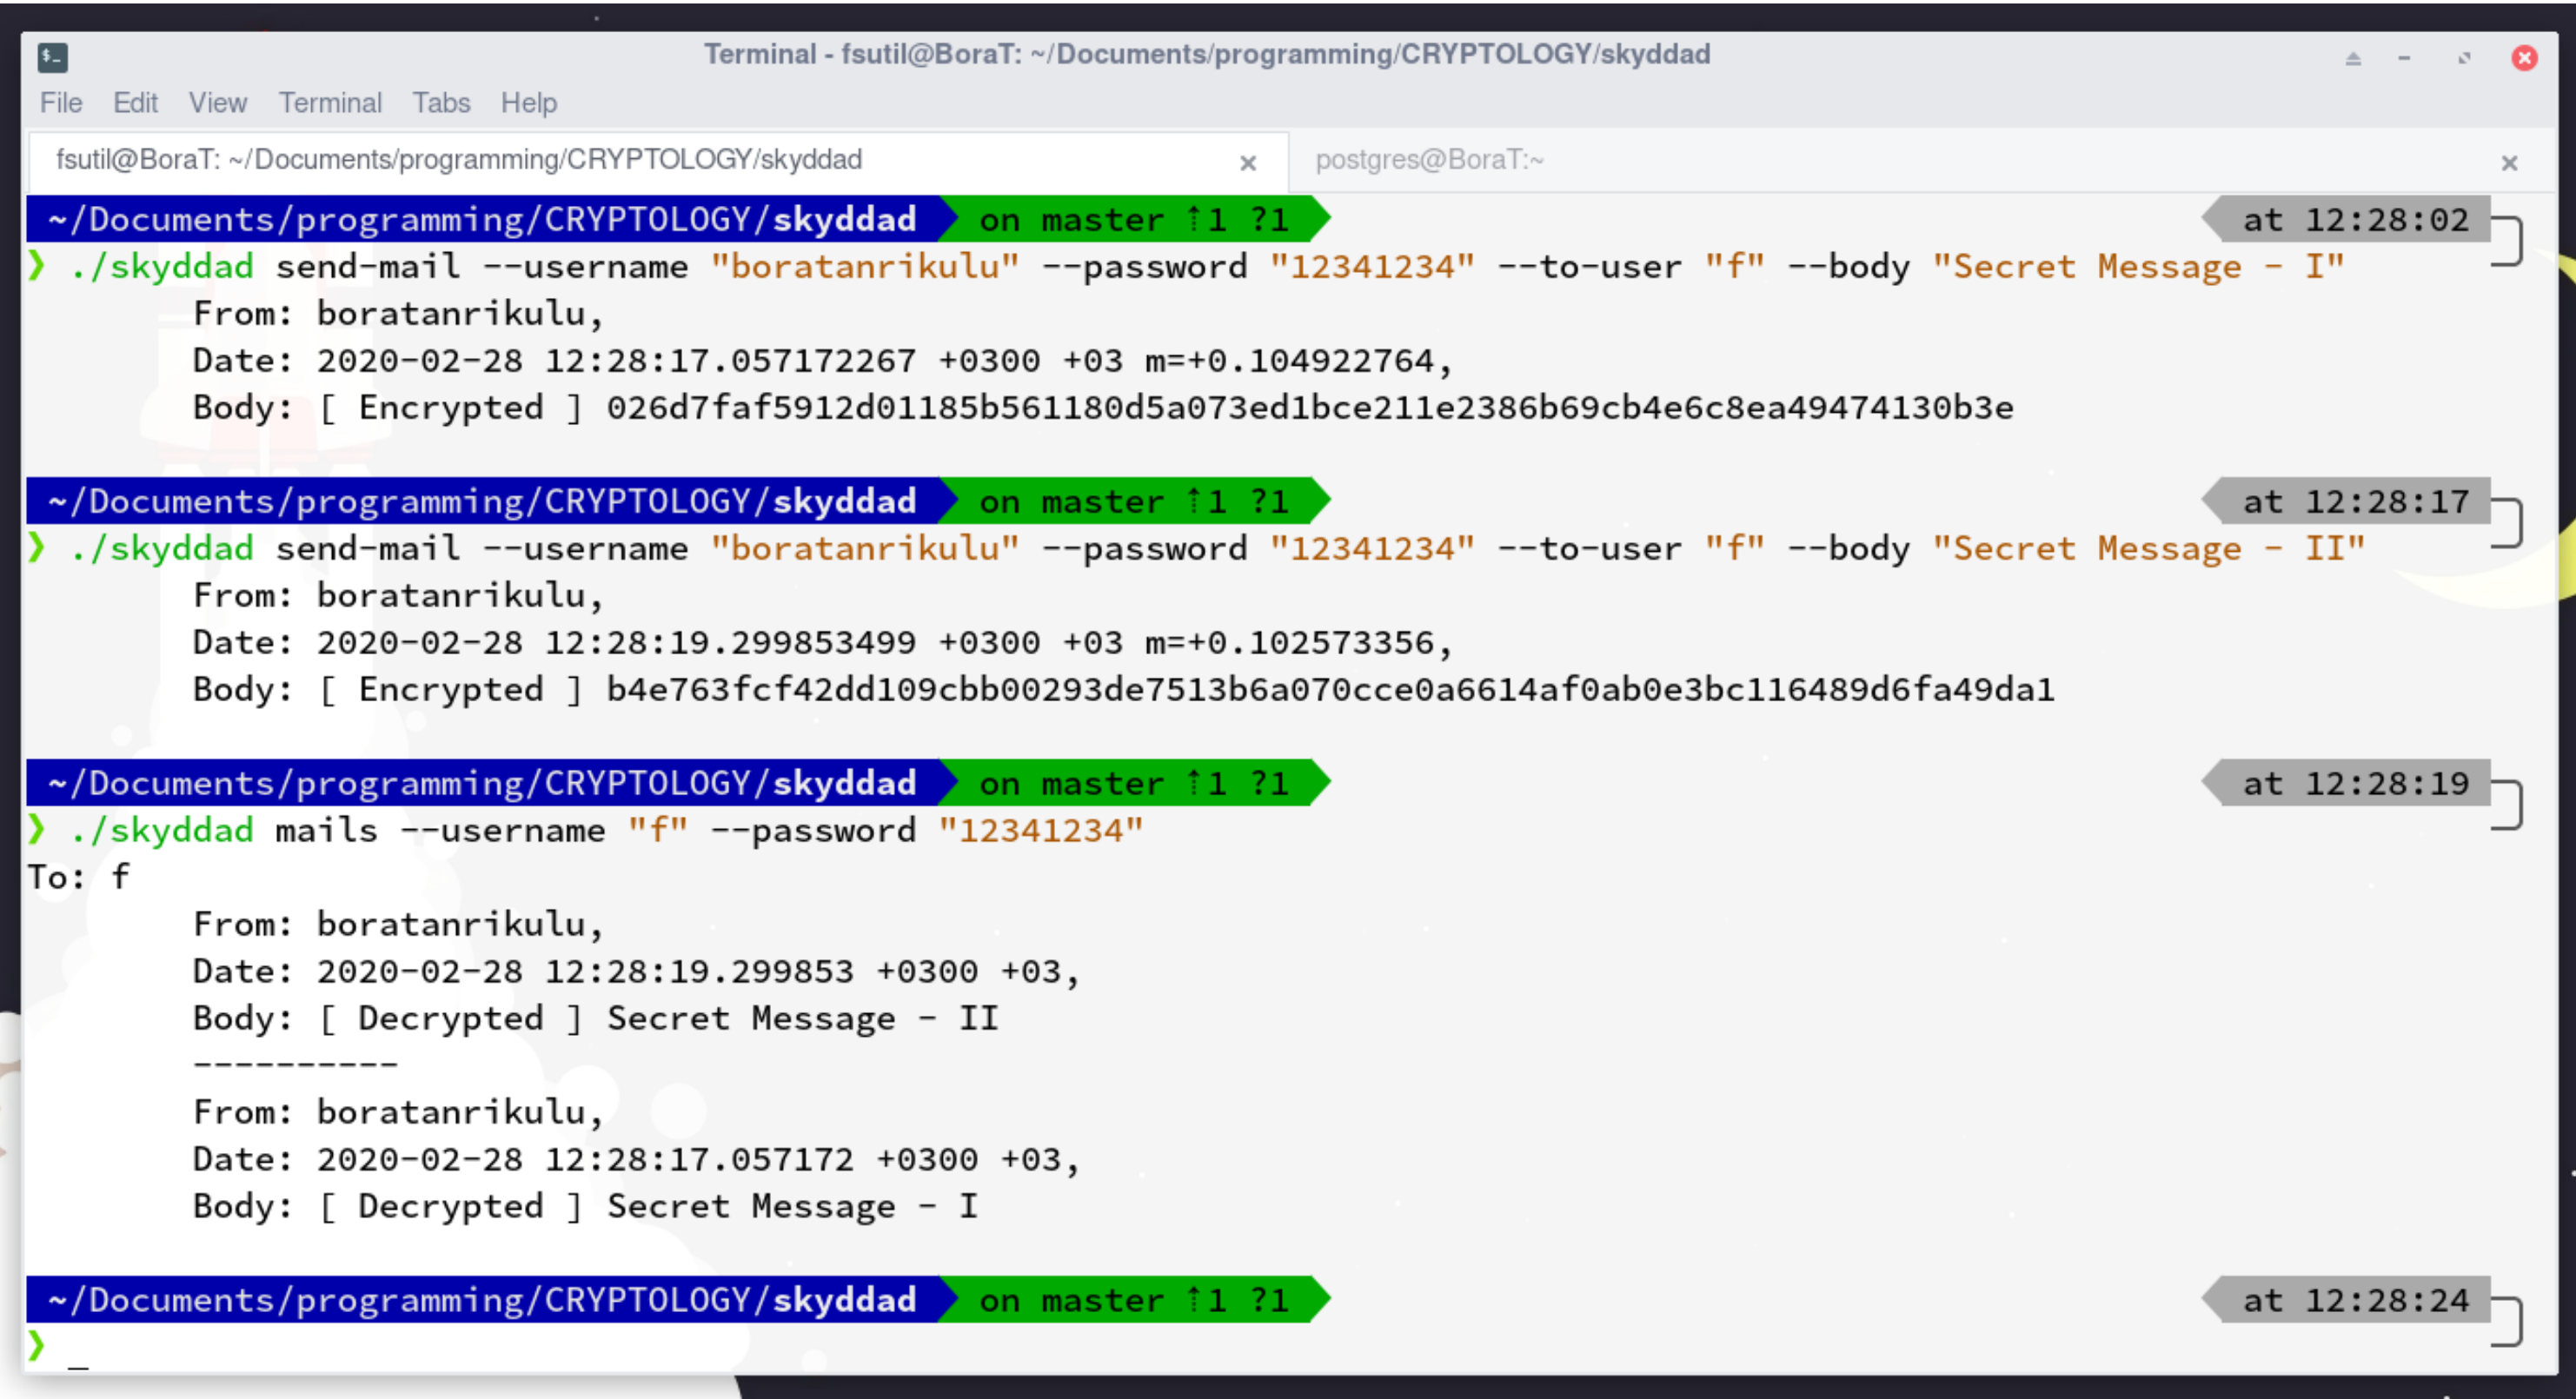 Terminal - fsutil@BoraT: ~/Documents/programming/CRYPTOLOGY/skyddad
File Edit View Terminal Tabs Help
fsutil@BoraT: ~/Documents/programming/CRYPTOLOGY/skyddad postgres@BoraT:~
~/Documents/programming/CRYPTOLOGY/skyddad on master ⇡1 ?1 at 12:28:02
❯ ./skyddad send-mail --username "boratanrikulu" --password "12341234" --to-user "f" --body "Secret Message - I"
From: boratanrikulu,
Date: 2020-02-28 12:28:17.057172267 +0300 +03 m=+0.104922764,
Body: [ Encrypted ] 026d7faf5912d01185b561180d5a073ed1bce211e2386b69cb4e6c8ea49474130b3e
~/Documents/programming/CRYPTOLOGY/skyddad on master ⇡1 ?1 at 12:28:17
❯ ./skyddad send-mail --username "boratanrikulu" --password "12341234" --to-user "f" --body "Secret Message - II"
From: boratanrikulu,
Date: 2020-02-28 12:28:19.299853499 +0300 +03 m=+0.102573356,
Body: [ Encrypted ] b4e763fcf42dd109cbb00293de7513b6a070cce0a6614af0ab0e3bc116489d6fa49da1
~/Documents/programming/CRYPTOLOGY/skyddad on master ⇡1 ?1 at 12:28:19
❯ ./skyddad mails --username "f" --password "12341234"
To: f
From: boratanrikulu,
Date: 2020-02-28 12:28:19.299853 +0300 +03,
Body: [ Decrypted ] Secret Message - II
----------
From: boratanrikulu,
Date: 2020-02-28 12:28:17.057172 +0300 +03,
Body: [ Decrypted ] Secret Message - I
~/Documents/programming/CRYPTOLOGY/skyddad on master ⇡1 ?1 at 12:28:24
❯ _